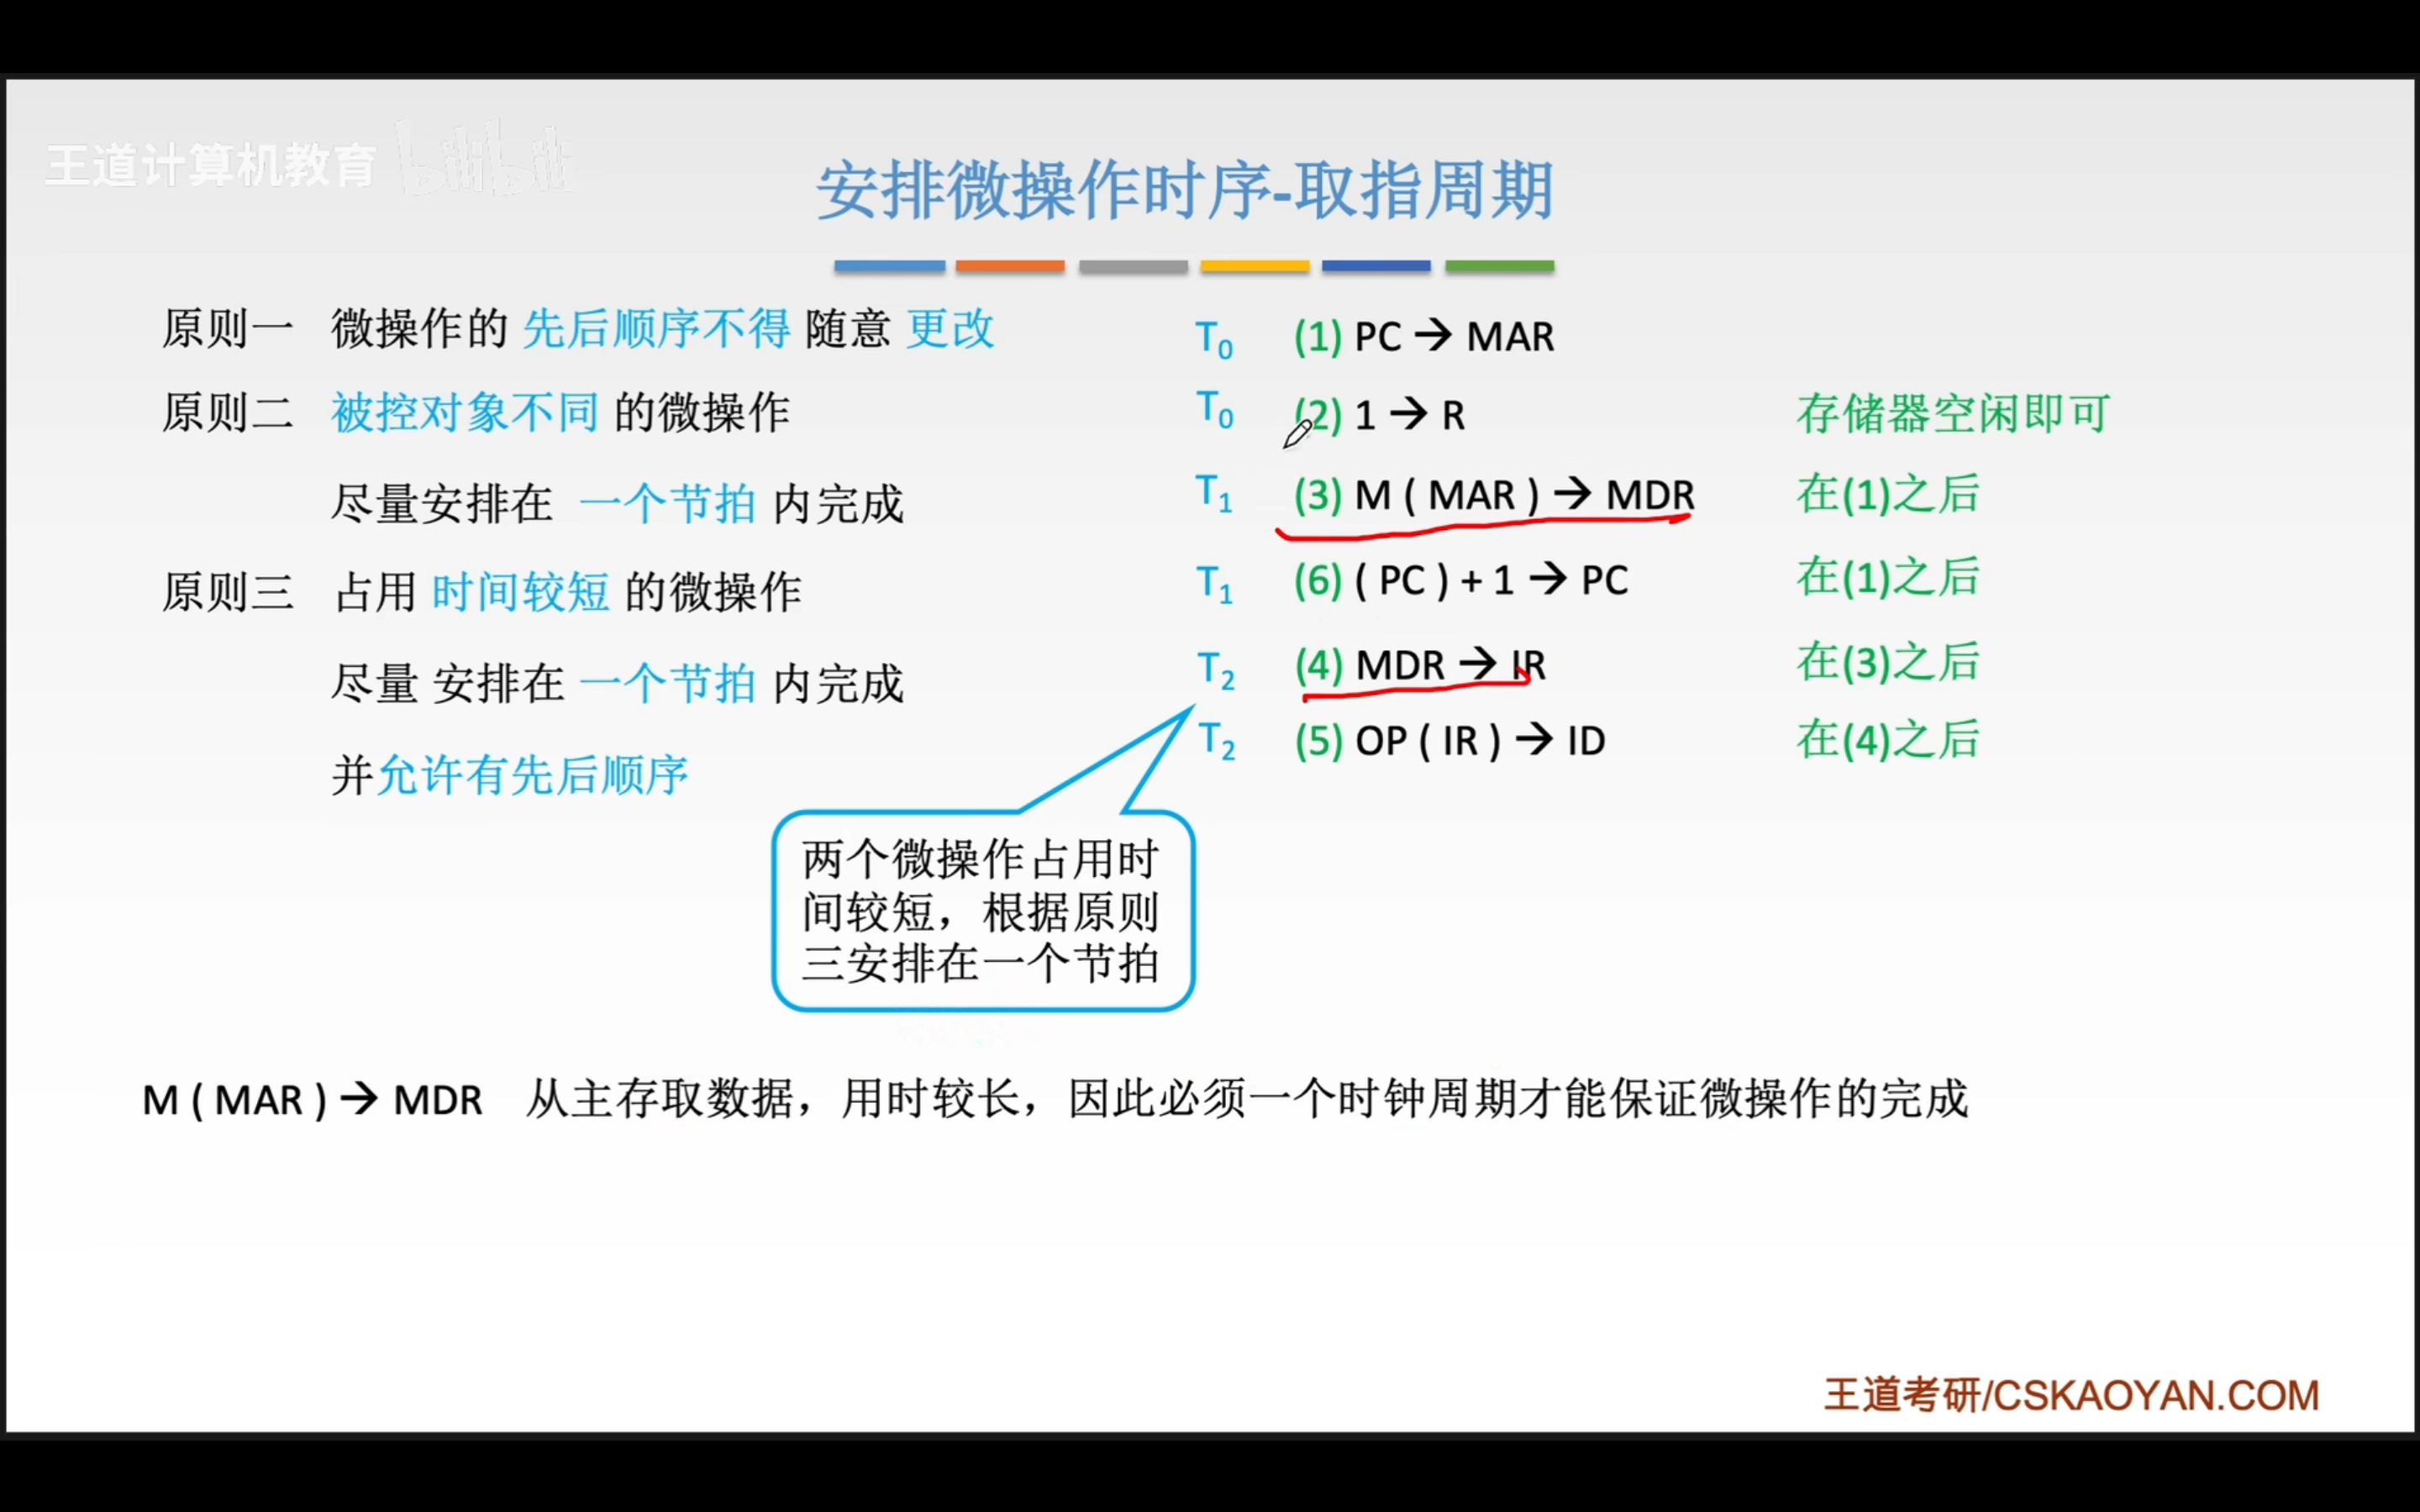 王道计算机教育 bilibili
安排微操作时序-取指周期
原则一 微操作的 先后顺序不得 随意 更改
原则二 被控对象不同 的微操作
尽量安排在 一个节拍 内完成
原则三 占用 时间较短 的微操作
尽量 安排在 一个节拍 内完成
并允许有先后顺序
T0 (1) PC → MAR
T0 (2) 1 → R 存储器空闲即可
T1 (3) M ( MAR ) → MDR 在(1)之后
T1 (6) ( PC ) + 1 → PC 在(1)之后
T2 (4) MDR → IR 在(3)之后
T2 (5) OP ( IR ) → ID 在(4)之后
两个微操作占用时
间较短，根据原则
三安排在一个节拍
M ( MAR ) → MDR 从主存取数据，用时较长，因此必须一个时钟周期才能保证微操作的完成
王道考研/CSKAOYAN.COM